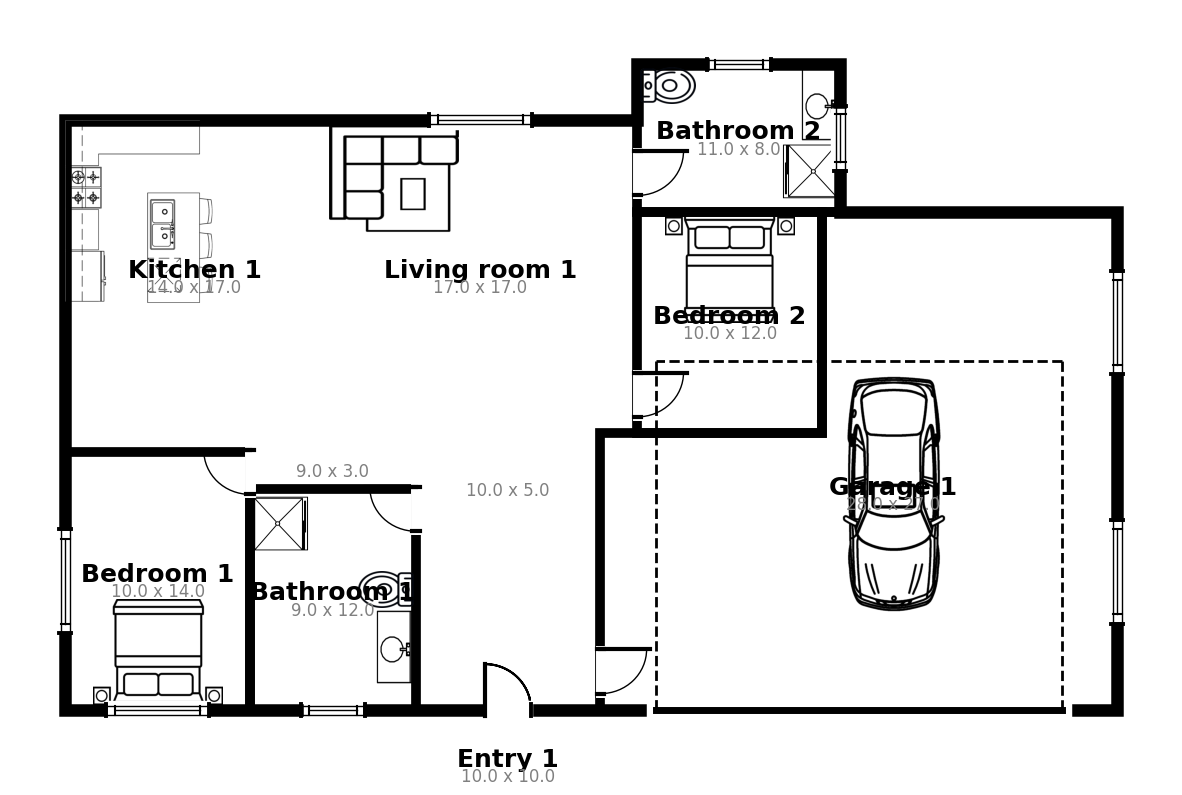 Bathroom 2
11.0 x 8.0
Kitchen 1
14.0 x 17.0
Living room 1
17.0 x 17.0
Bedroom 2
10.0 x 12.0
9.0 x 3.0
10.0 x 5.0
Garage 1
28.0 x 27.0
Bedroom 1
10.0 x 14.0
Bathroom 1
9.0 x 12.0
Entry 1
10.0 x 10.0